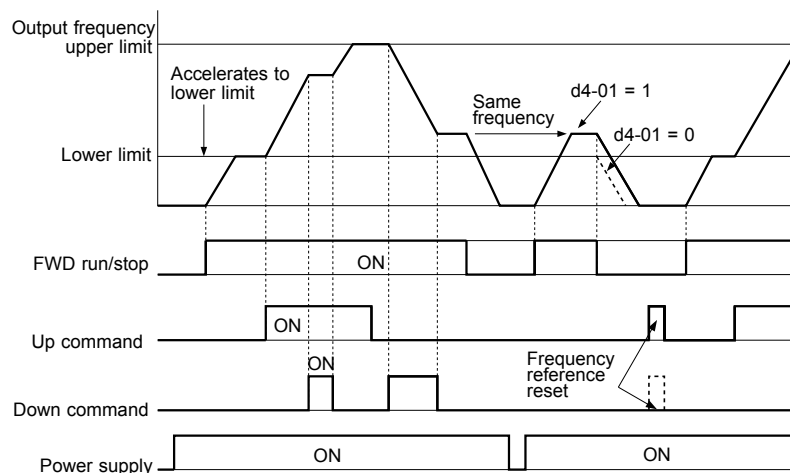 Output frequency
upper limit
Accelerates to
lower limit
Same
frequency
d4-01 = 1
d4-01 = 0
Lower limit
FWD run/stop
ON
Up command
ON
ON
Frequency
reference
reset
Down command
Power supply
ON
ON